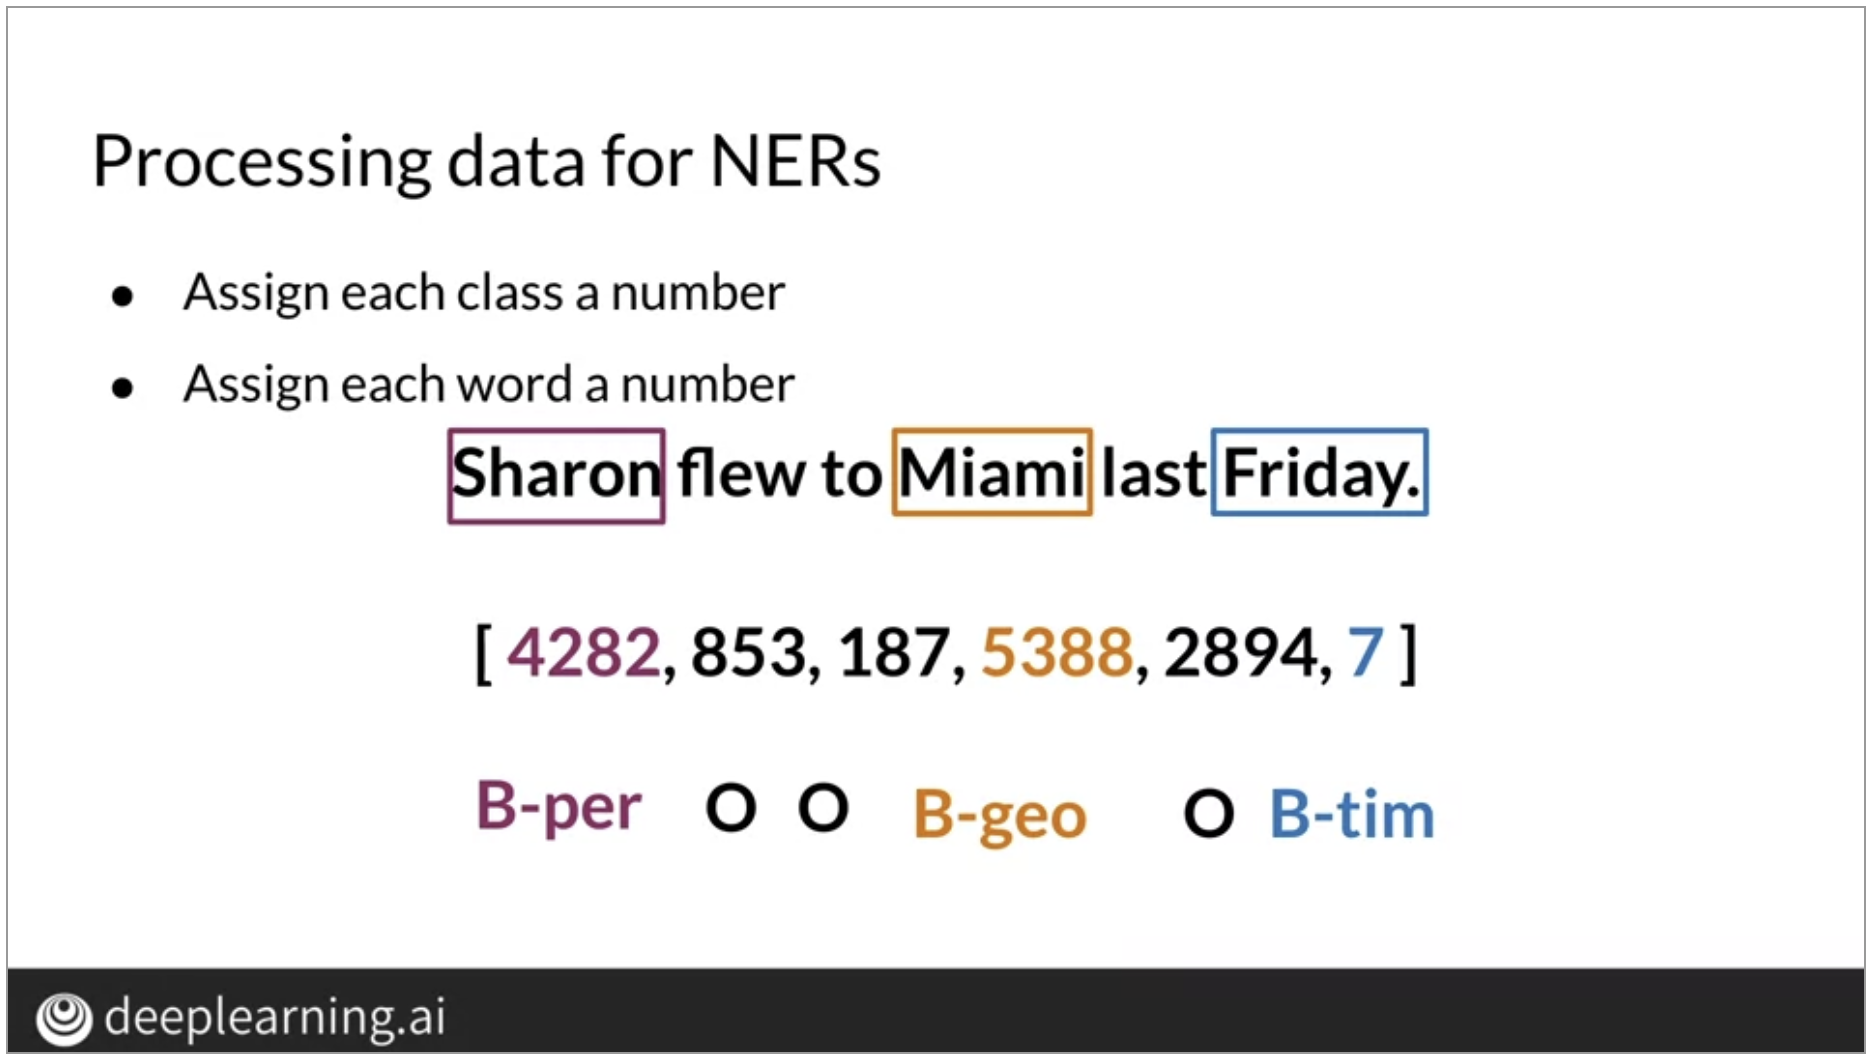 Processing data for NERs
● Assign each class a number
● Assign each word a number
Sharon flew to Miami last Friday.
[ 4282, 853, 187, 5388, 2894, 7 ]
B-per O O B-geo O B-tim
deeplearning.ai